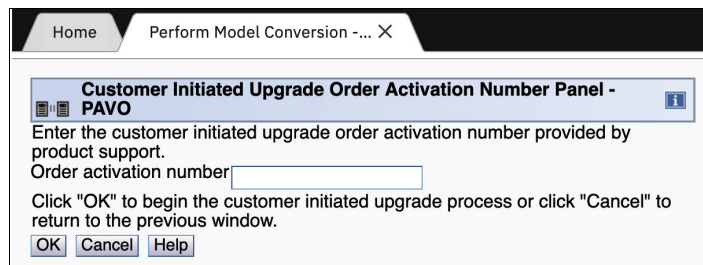 Home Perform Model Conversion -... X
Customer Initiated Upgrade Order Activation Number Panel -
PAVO
i
Enter the customer initiated upgrade order activation number provided by
product support.
Order activation number
Click "OK" to begin the customer initiated upgrade process or click "Cancel" to
return to the previous window.
OK Cancel Help